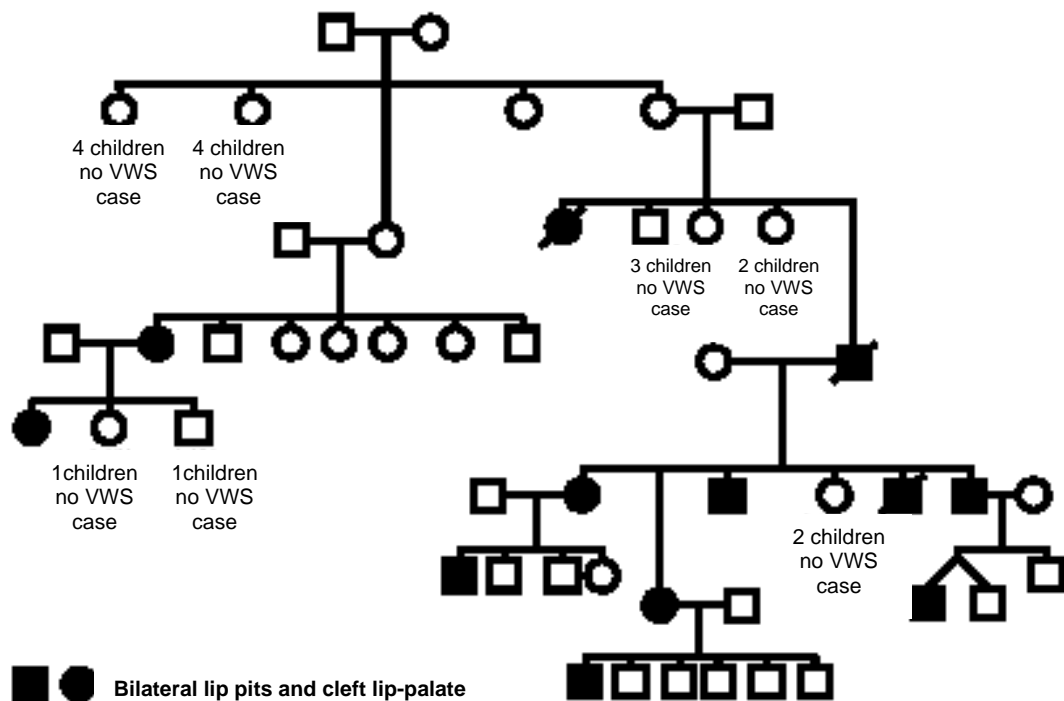 4 children
no VWS
case
4 children
no VWS
case
3 children
no VWS
case
2 children
no VWS
case
1children
no VWS
case
1children
no VWS
case
2 children
no VWS
case
Bilateral lip pits and cleft lip-palate